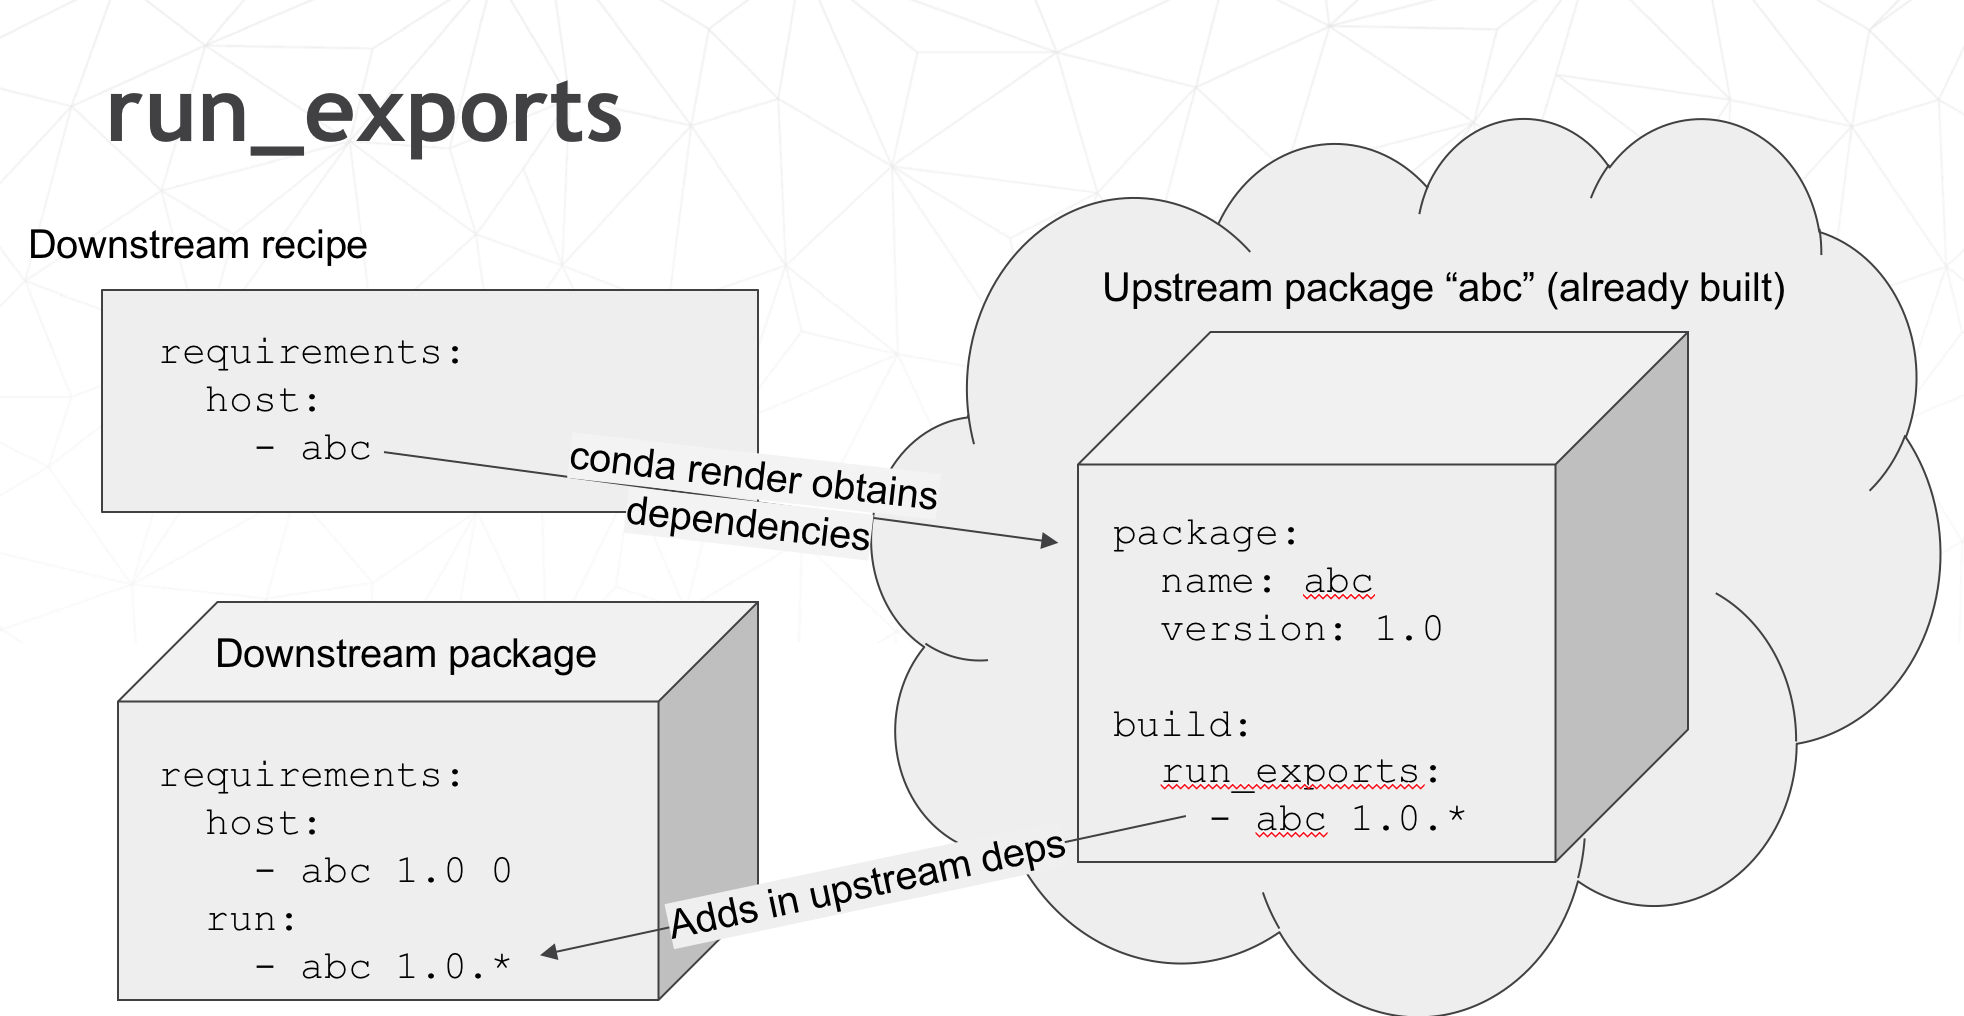 run_exports
Downstream recipe
requirements:
  host:
    - abc
conda render obtains
dependencies
Upstream package “abc” (already built)
package:
  name: abc
  version: 1.0
build:
  run_exports:
    - abc 1.0.*
Adds in upstream deps
Downstream package
requirements:
  host:
    - abc 1.0 0
  run:
    - abc 1.0.*